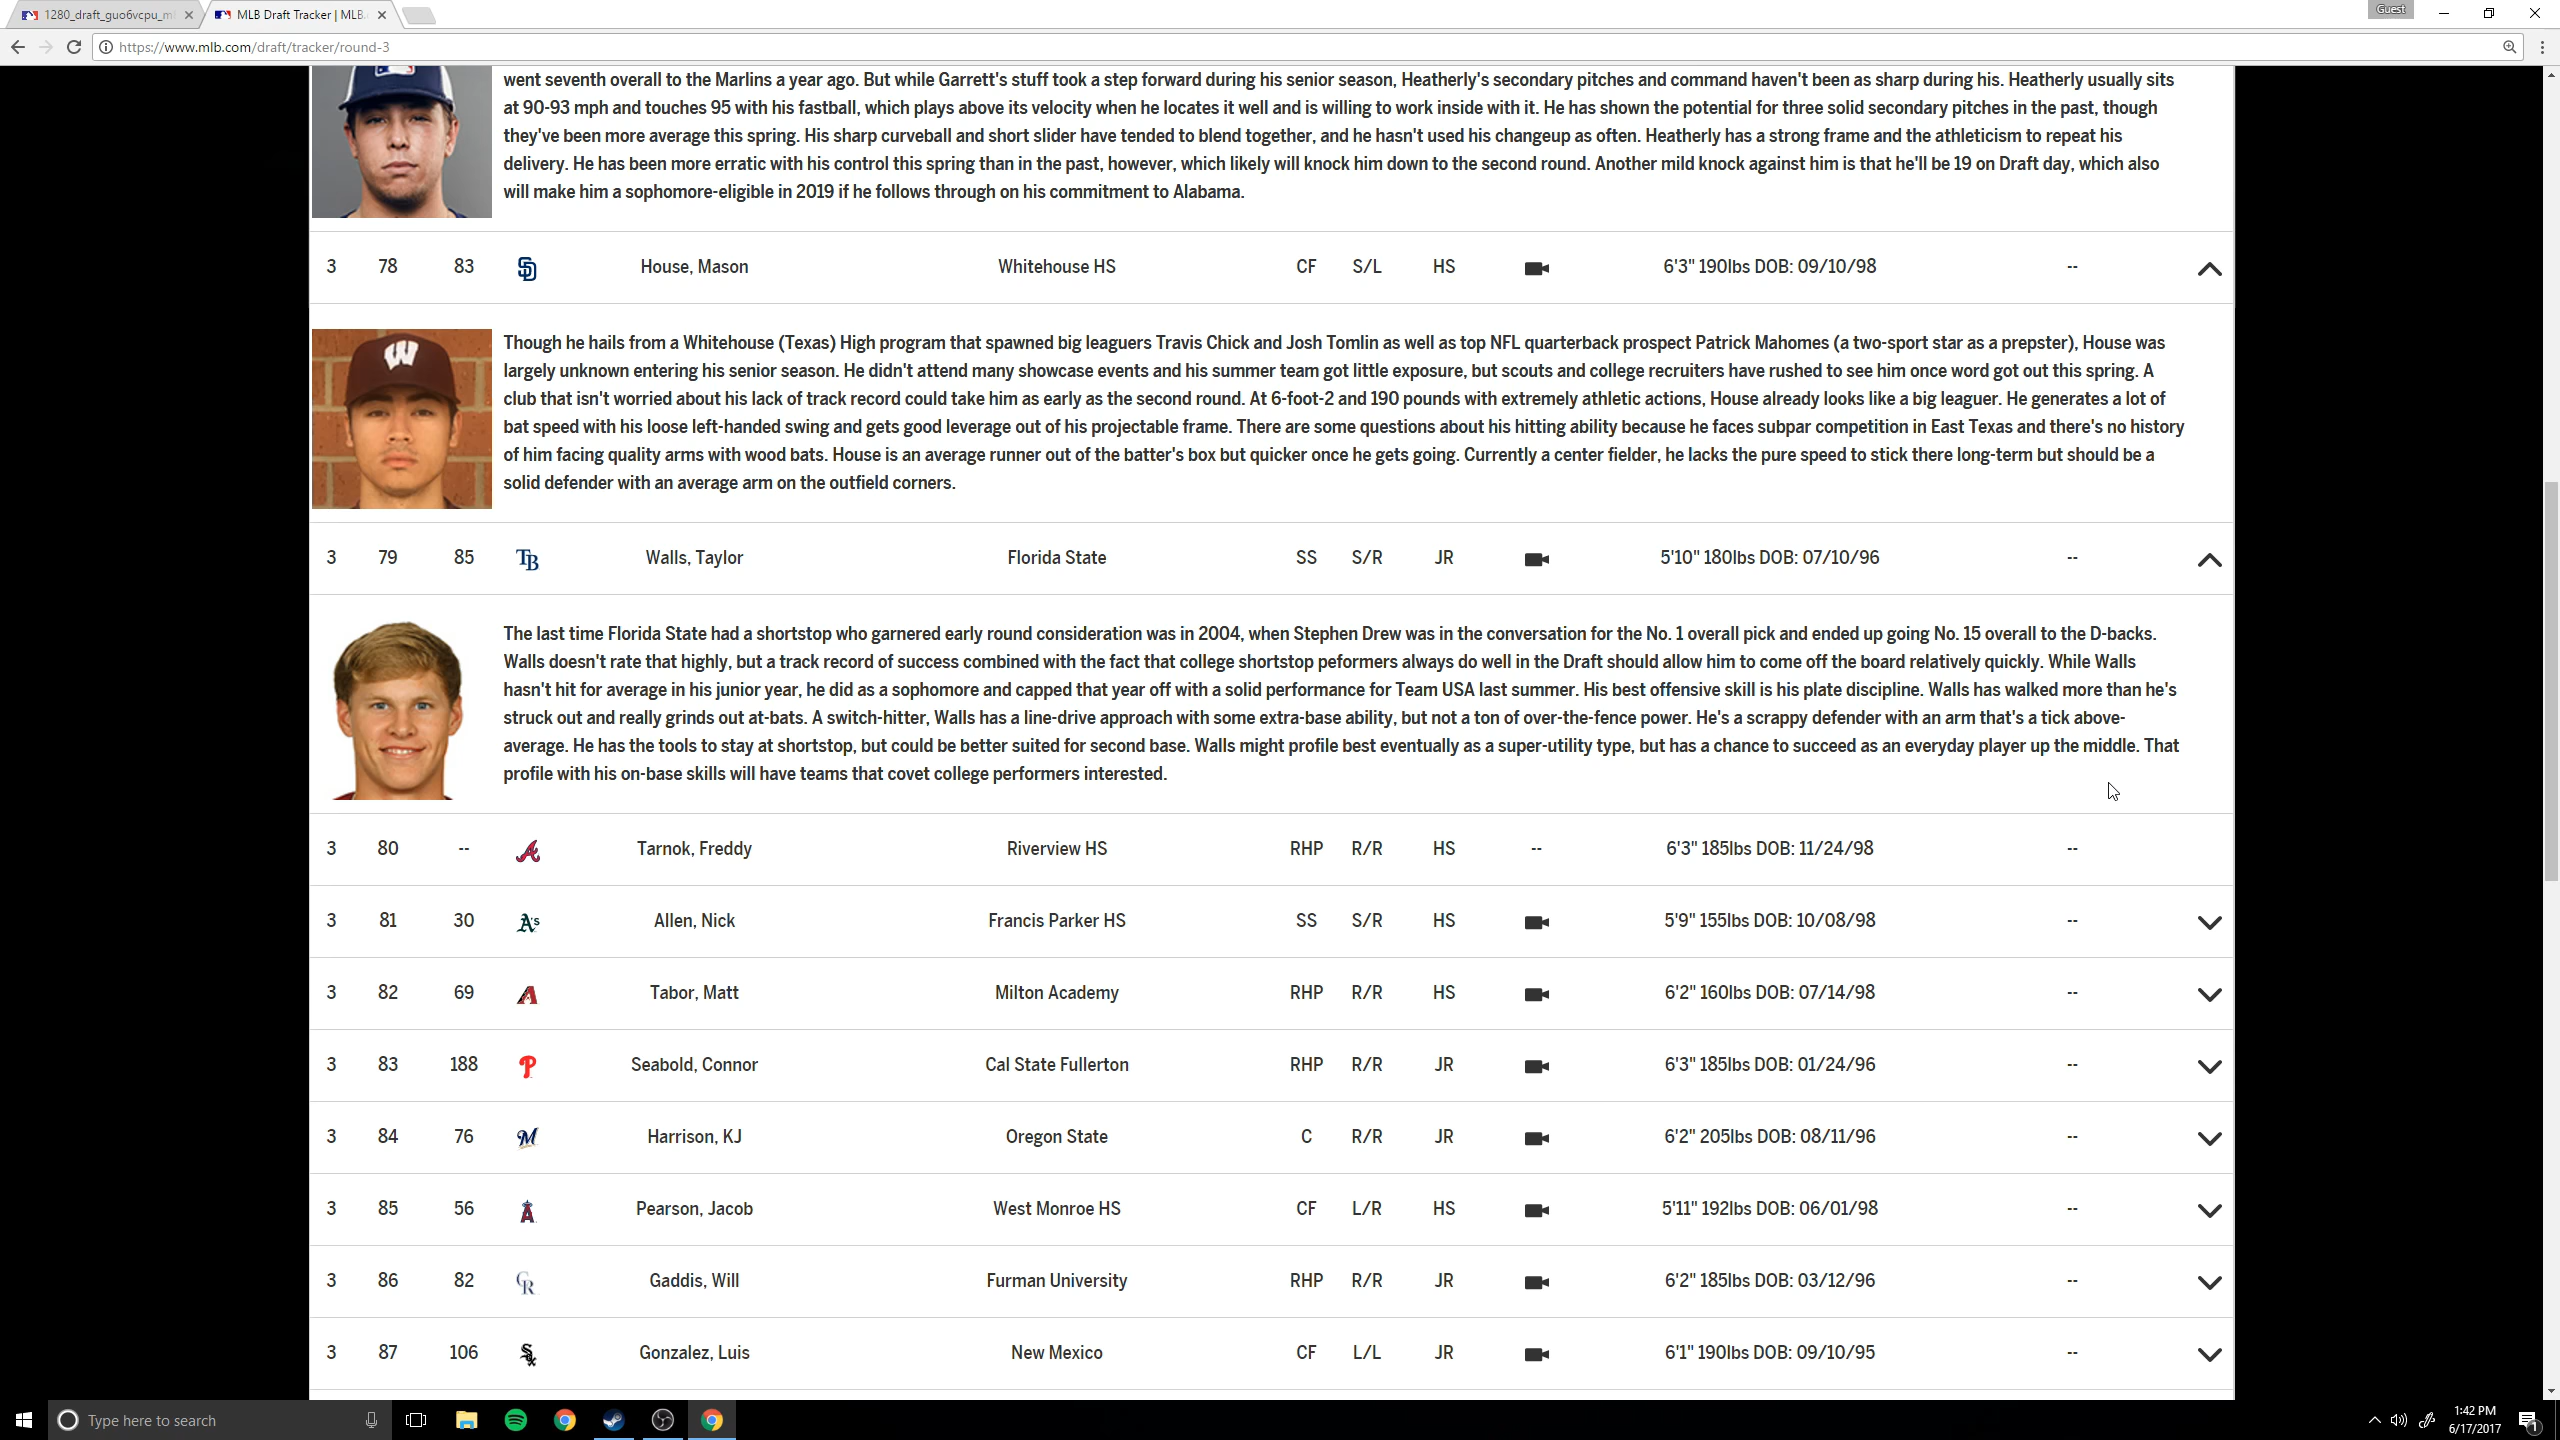 1280_draft_guo6vcpu_m
MLB Draft Tracker | MLB.
Guest
https://www.mlb.com/draft/tracker/round-3
went seventh overall to the Marlins a year ago. But while Garrett's stuff took a step forward during his senior season, Heatherly's secondary pitches and command haven't been as sharp during his. Heatherly usually sits
at 90-93 mph and touches 95 with his fastball, which plays above its velocity when he locates it well and is willing to work inside with it. He has shown the potential for three solid secondary pitches in the past, though
they've been more average this spring. His sharp curveball and short slider have tended to blend together, and he hasn't used his changeup as often. Heatherly has a strong frame and the athleticism to repeat his
delivery. He has been more erratic with his control this spring than in the past, however, which likely will knock him down to the second round. Another mild knock against him is that he'll be 19 on Draft day, which also
will make him a sophomore-eligible in 2019 if he follows through on his commitment to Alabama.
3 78 83 SD House, Mason Whitehouse HS CF S/L HS 6'3" 190lbs DOB: 09/10/98 --
W
Though he hails from a Whitehouse (Texas) High program that spawned big leaguers Travis Chick and Josh Tomlin as well as top NFL quarterback prospect Patrick Mahomes (a two-sport star as a prepster), House was
largely unknown entering his senior season. He didn't attend many showcase events and his summer team got little exposure, but scouts and college recruiters have rushed to see him once word got out this spring. A
club that isn't worried about his lack of track record could take him as early as the second round. At 6-foot-2 and 190 pounds with extremely athletic actions, House already looks like a big leaguer. He generates a lot of
bat speed with his loose left-handed swing and gets good leverage out of his projectable frame. There are some questions about his hitting ability because he faces subpar competition in East Texas and there's no history
of him facing quality arms with wood bats. House is an average runner out of the batter's box but quicker once he gets going. Currently a center fielder, he lacks the pure speed to stick there long-term but should be a
solid defender with an average arm on the outfield corners.
3 79 85 TB Walls, Taylor Florida State SS S/R JR 5'10" 180lbs DOB: 07/10/96 --
The last time Florida State had a shortstop who garnered early round consideration was in 2004, when Stephen Drew was in the conversation for the No. 1 overall pick and ended up going No. 15 overall to the D-backs.
Walls doesn't rate that highly, but a track record of success combined with the fact that college shortstop peformers always do well in the Draft should allow him to come off the board relatively quickly. While Walls
hasn't hit for average in his junior year, he did as a sophomore and capped that year off with a solid performance for Team USA last summer. His best offensive skill is his plate discipline. Walls has walked more than he's
struck out and really grinds out at-bats. A switch-hitter, Walls has a line-drive approach with some extra-base ability, but not a ton of over-the-fence power. He's a scrappy defender with an arm that's a tick above-
average. He has the tools to stay at shortstop, but could be better suited for second base. Walls might profile best eventually as a super-utility type, but has a chance to succeed as an everyday player up the middle. That
profile with his on-base skills will have teams that covet college performers interested.
3 80 -- A Tarnok, Freddy Riverview HS RHP R/R HS -- 6'3" 185lbs DOB: 11/24/98 --
3 81 30 A's Allen, Nick Francis Parker HS SS S/R HS 5'9" 155lbs DOB: 10/08/98 --
3 82 69 A Tabor, Matt Milton Academy RHP R/R HS 6'2" 160lbs DOB: 07/14/98 --
3 83 188 P Seabold, Connor Cal State Fullerton RHP R/R JR 6'3" 185lbs DOB: 01/24/96 --
3 84 76 M Harrison, KJ Oregon State C R/R JR 6'2" 205lbs DOB: 08/11/96 --
3 85 56 A Pearson, Jacob West Monroe HS CF L/R HS 5'11" 192lbs DOB: 06/01/98 --
3 86 82 CR Gaddis, Will Furman University RHP R/R JR 6'2" 185lbs DOB: 03/12/96 --
3 87 106 Sox Gonzalez, Luis New Mexico CF L/L JR 6'1" 190lbs DOB: 09/10/95 --
Type here to search
1:42 PM
6/17/2017
1